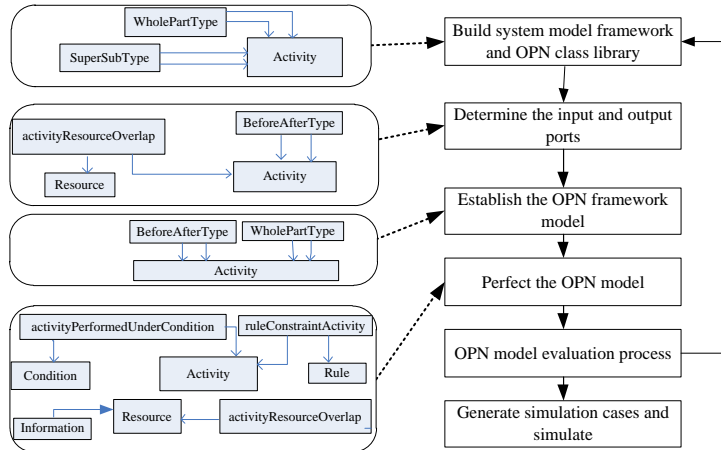 WholePartType
SuperSubType
Activity
BeforeAfterType
activityResourceOverlap
Resource
Activity
BeforeAfterType
WholePartType
Activity
activityPerformedUnderCondition
ruleConstraintActivity
Condition
Activity
Rule
Information
Resource
activityResourceOverlap
Build system model framework
and OPN class library
Determine the input and output
ports
Establish the OPN framework
model
Perfect the OPN model
OPN model evaluation process
Generate simulation cases and
simulate